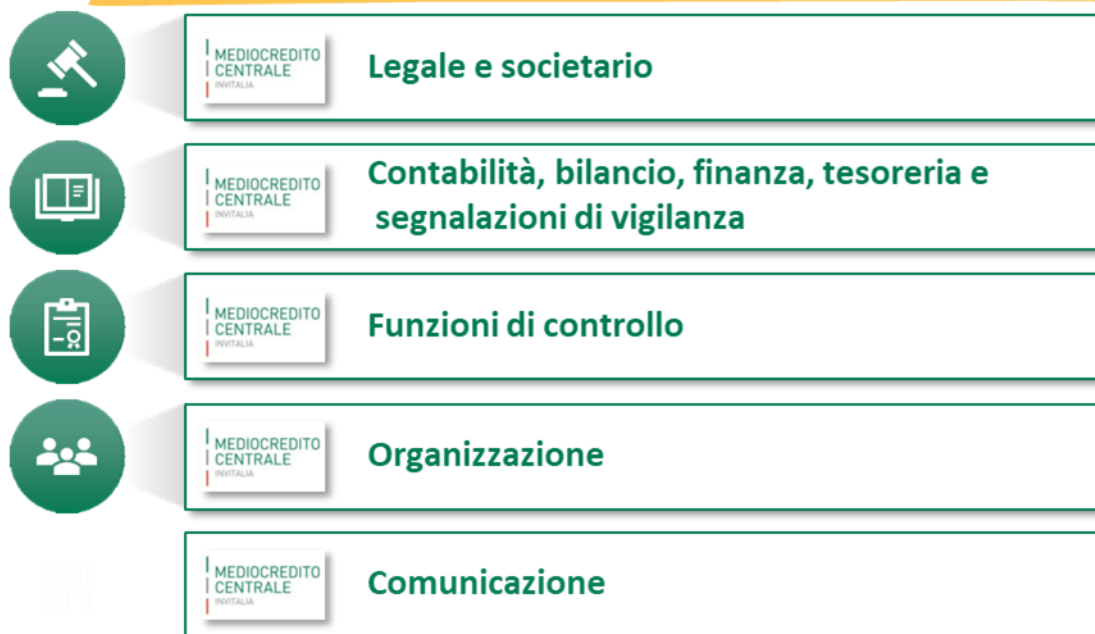 MEDIOCREDITO
CENTRALE
INVITALIA
Legale e societario
MEDIOCREDITO
CENTRALE
INVITALIA
Contabilità, bilancio, finanza, tesoreria e
segnalazioni di vigilanza
MEDIOCREDITO
CENTRALE
INVITALIA
Funzioni di controllo
MEDIOCREDITO
CENTRALE
INVITALIA
Organizzazione
MEDIOCREDITO
CENTRALE
INVITALIA
Comunicazione